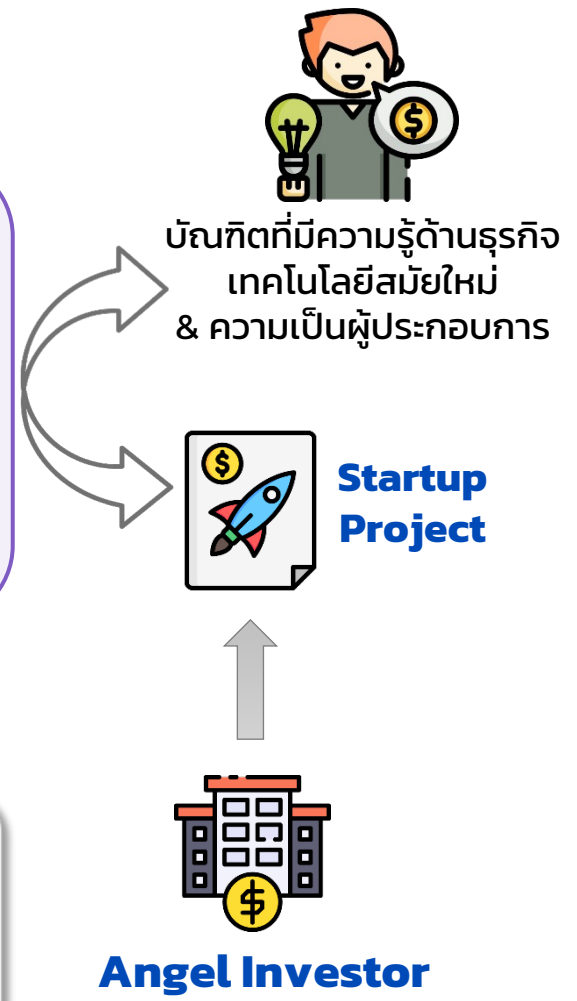 บัณฑิตที่มีความรู้ด้านธุรกิจ
เทคโนโลยีสมัยใหม่
& ความเป็นผู้ประกอบการ
Startup
Project
Angel Investor